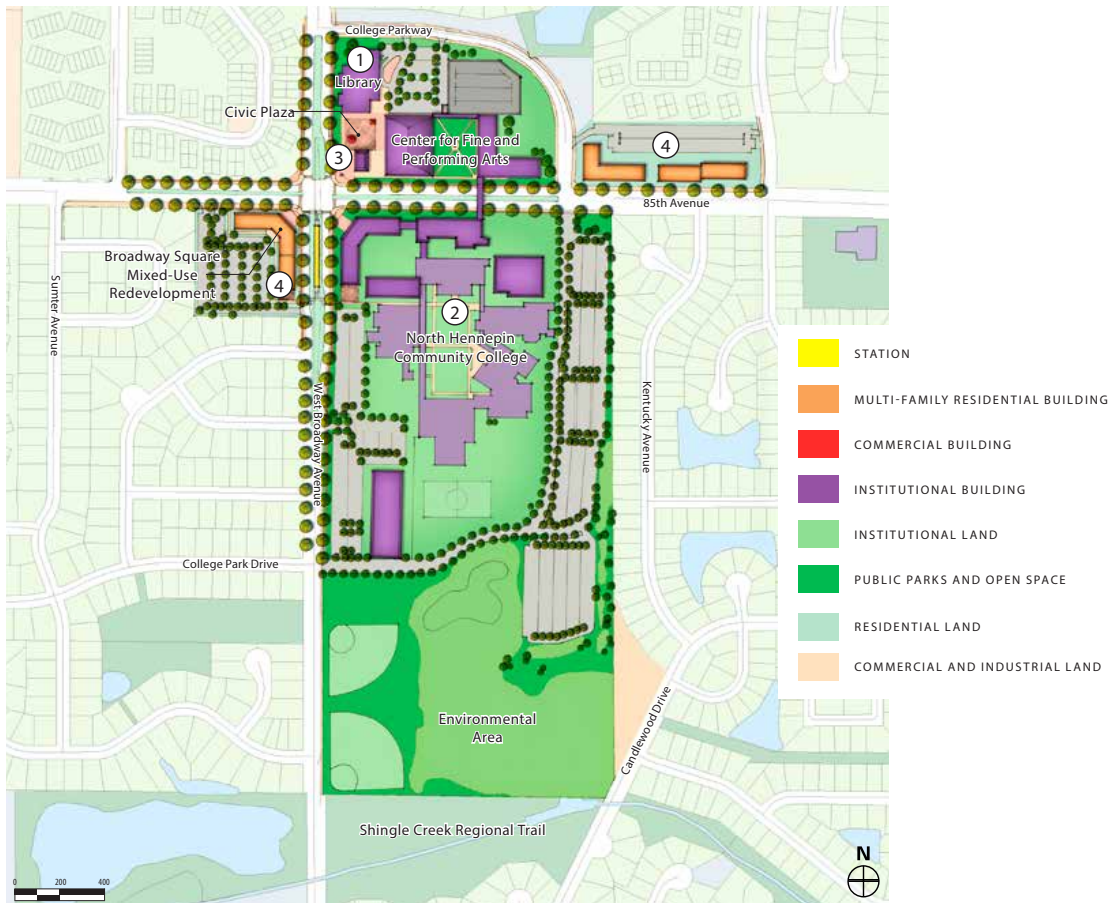 College Parkway
1
Library
Civic Plaza
Center for Fine and
Performing Arts
3
4
85th Avenue
Broadway Square
Mixed-Use
Redevelopment
4
Sumter Avenue
2
North Hennepin
Community College
West Broadway Avenue
Kentucky Avenue
College Park Drive
Environmental
Area
Candlewood Drive
Shingle Creek Regional Trail
0 200 400
N
STATION
MULTI-FAMILY RESIDENTIAL BUILDING
COMMERCIAL BUILDING
INSTITUTIONAL BUILDING
INSTITUTIONAL LAND
PUBLIC PARKS AND OPEN SPACE
RESIDENTIAL LAND
COMMERCIAL AND INDUSTRIAL LAND